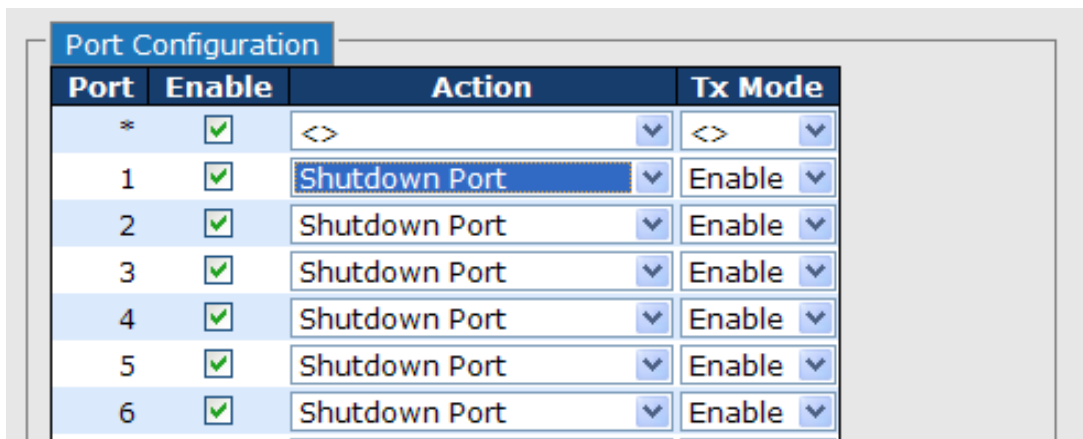 Port Configuration
Port Enable Action Tx Mode
* <> <>
1 Shutdown Port Enable
2 Shutdown Port Enable
3 Shutdown Port Enable
4 Shutdown Port Enable
5 Shutdown Port Enable
6 Shutdown Port Enable